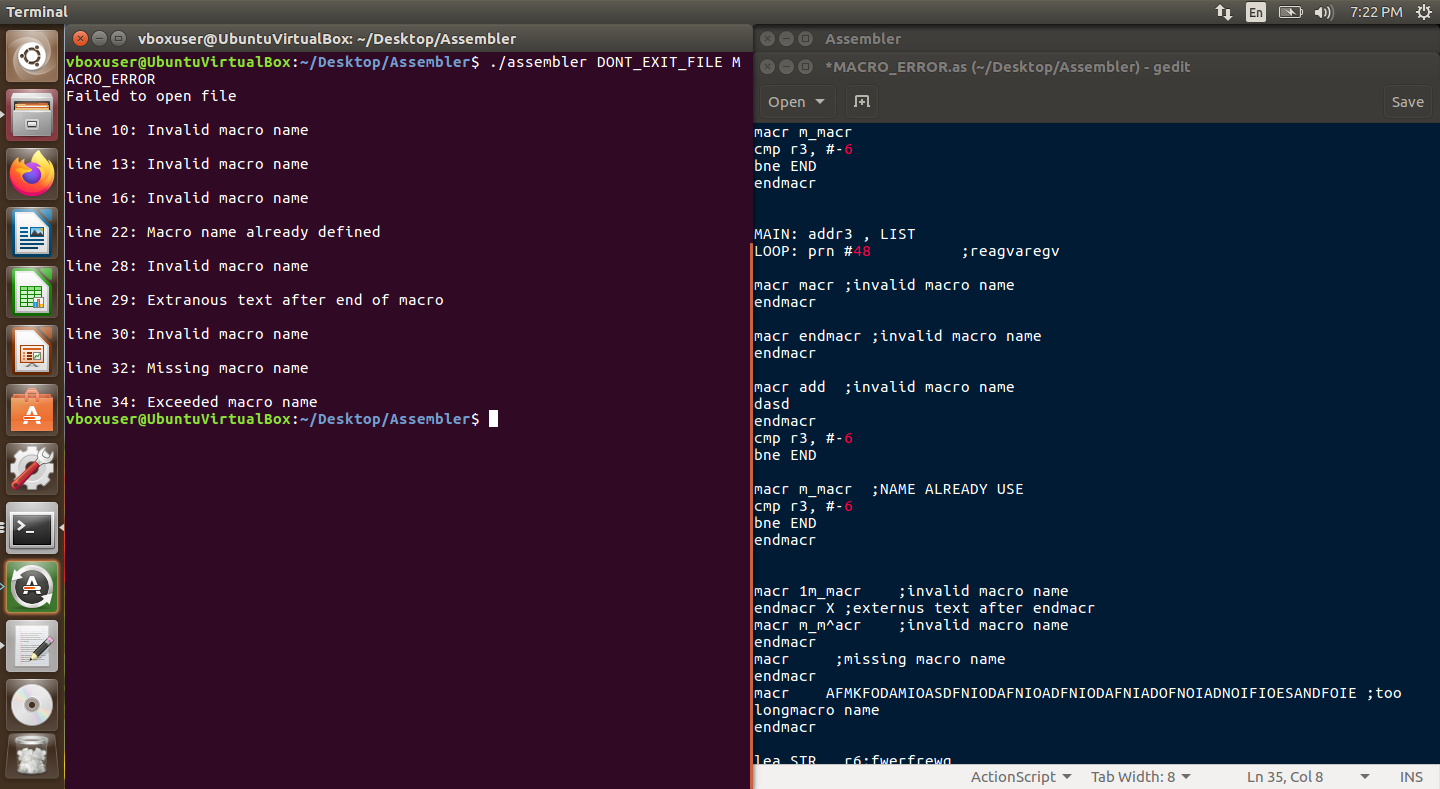 Terminal
En
7:22 PM
vboxuser@UbuntuVirtualBox: ~/Desktop/Assembler
vboxuser@UbuntuVirtualBox:~/Desktop/Assembler$ ./assembler DONT_EXIT_FILE M
ACRO_ERROR
Failed to open file
line 10: Invalid macro name
line 13: Invalid macro name
line 16: Invalid macro name
line 22: Macro name already defined
line 28: Invalid macro name
line 29: Extranous text after end of macro
line 30: Invalid macro name
line 32: Missing macro name
line 34: Exceeded macro name
vboxuser@UbuntuVirtualBox:~/Desktop/Assembler$
Assembler
*MACRO_ERROR.as (~/Desktop/Assembler) - gedit
Open
Save
macr m_macr
cmp r3, #-6
bne END
endmacr
MAIN: addr3 , LIST
LOOP: prn #48          ;reagvaregv
macr macr ;invalid macro name
endmacr
macr endmacr ;invalid macro name
endmacr
macr add  ;invalid macro name
dasd
endmacr
cmp r3, #-6
bne END
macr m_macr  ;NAME ALREADY USE
cmp r3, #-6
bne END
endmacr
macr 1m_macr    ;invalid macro name
endmacr X ;externus text after endmacr
macr m_m^acr    ;invalid macro name
endmacr
macr     ;missing macro name
endmacr
macr    AFMKFODAMIOASDFNIODAFNIOADFNIODAFNIADOFNOIADNOIFIOESANDFOIE ;too
longmacro name
endmacr
lea STR,  r6;fwerfrewg
ActionScript
Tab Width: 8
Ln 35, Col 8
INS